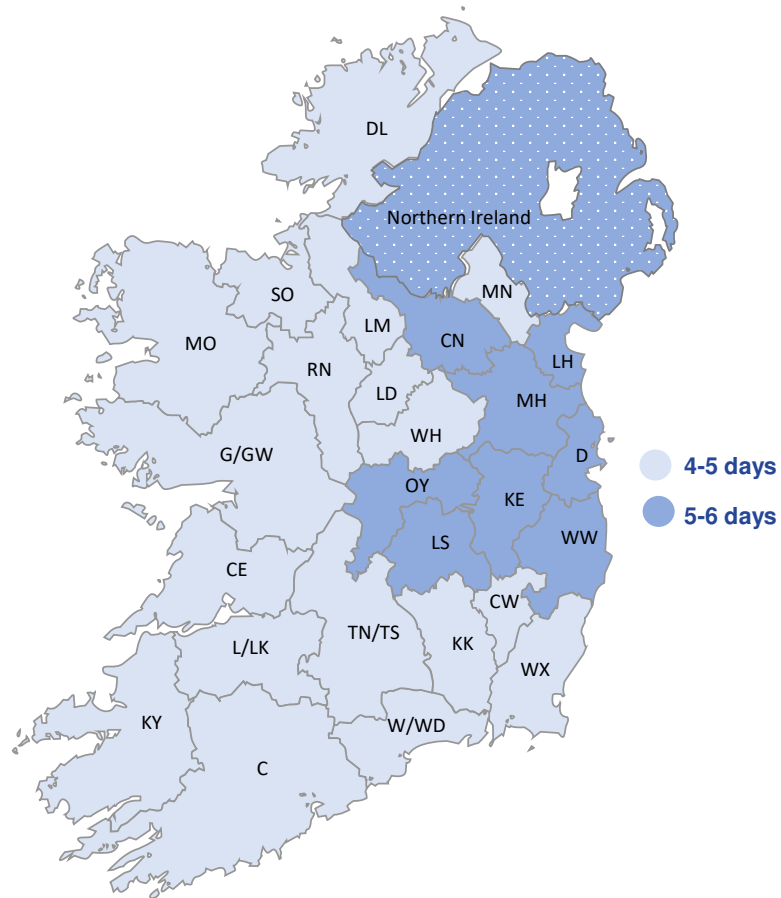 DL
Northern Ireland
MN
SO
LM
CN
MO
LH
RN
LD
MH
WH
G/GW
D
4-5 days
OY
KE
5-6 days
LS
WW
CE
CW
TN/TS
L/LK
KK
WX
KY
W/WD
C